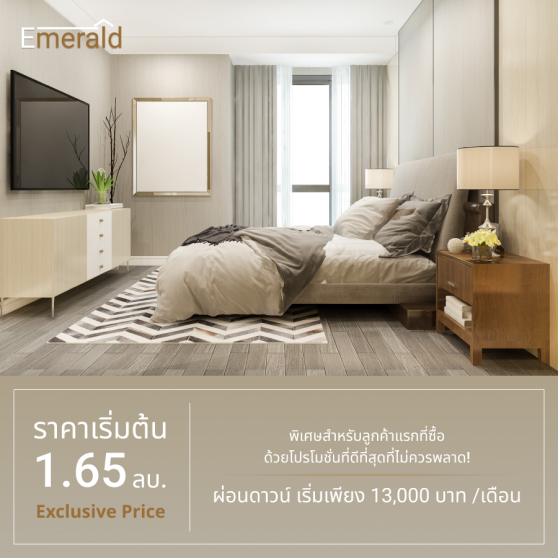 Emerald
ราคาเริ่มต้น
1.65 ลบ.
Exclusive Price
พิเศษสำหรับลูกค้าแรกที่ซื้อ
ด้วยโปรโมชั่นที่ดีที่สุดที่ไม่ควรพลาด!
ผ่อนดาวน์ เริ่มเพียง 13,000 บาท /เดือน